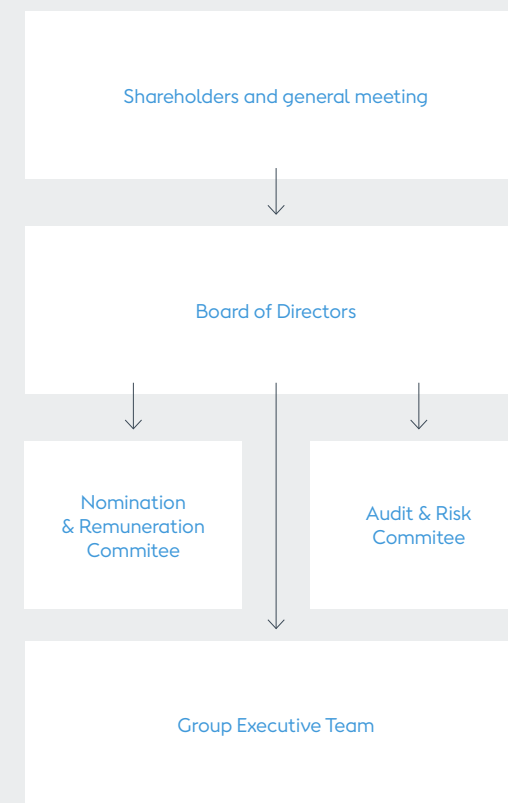 Shareholders and general meeting
Board of Directors
Nomination
& Remuneration
Commitee
Audit & Risk
Commitee
Group Executive Team